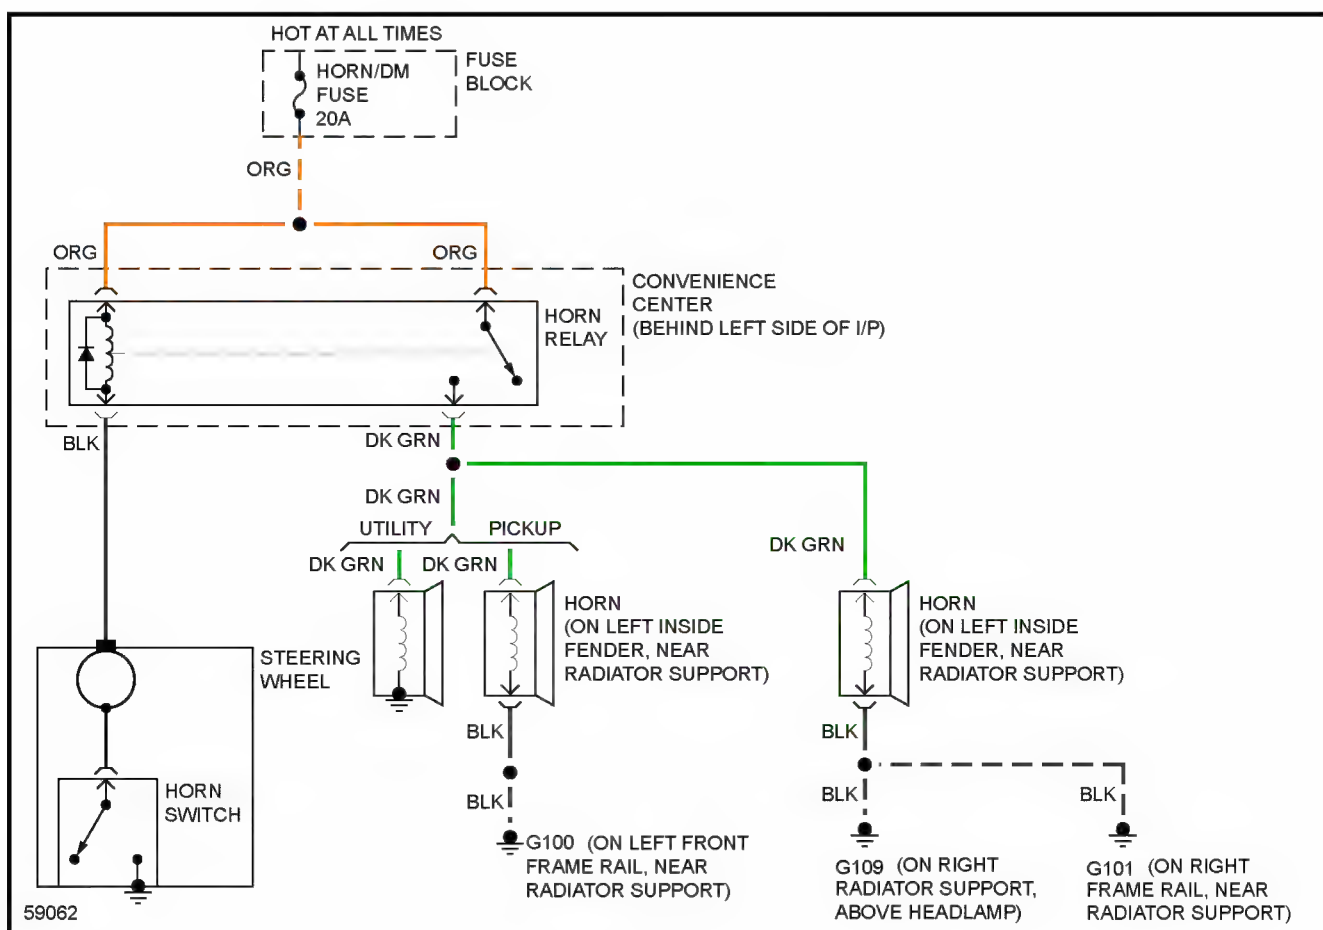 HOT AT ALL TIMES
HORN/DM
FUSE
20A
FUSE
BLOCK
ORG
ORG
ORG
CONVENIENCE
CENTER
(BEHIND LEFT SIDE OF I/P)
HORN
RELAY
BLK
DK GRN
DK GRN
UTILITY
PICKUP
DK GRN
DK GRN
DK GRN
HORN
(ON LEFT INSIDE
FENDER, NEAR
RADIATOR SUPPORT)
HORN
(ON LEFT INSIDE
FENDER, NEAR
RADIATOR SUPPORT)
STEERING
WHEEL
BLK
BLK
HORN
SWITCH
BLK
BLK
BLK
G100 (ON LEFT FRONT
FRAME RAIL, NEAR
RADIATOR SUPPORT)
G109 (ON RIGHT
RADIATOR SUPPORT,
ABOVE HEADLAMP)
G101 (ON RIGHT
FRAME RAIL, NEAR
RADIATOR SUPPORT)
59062